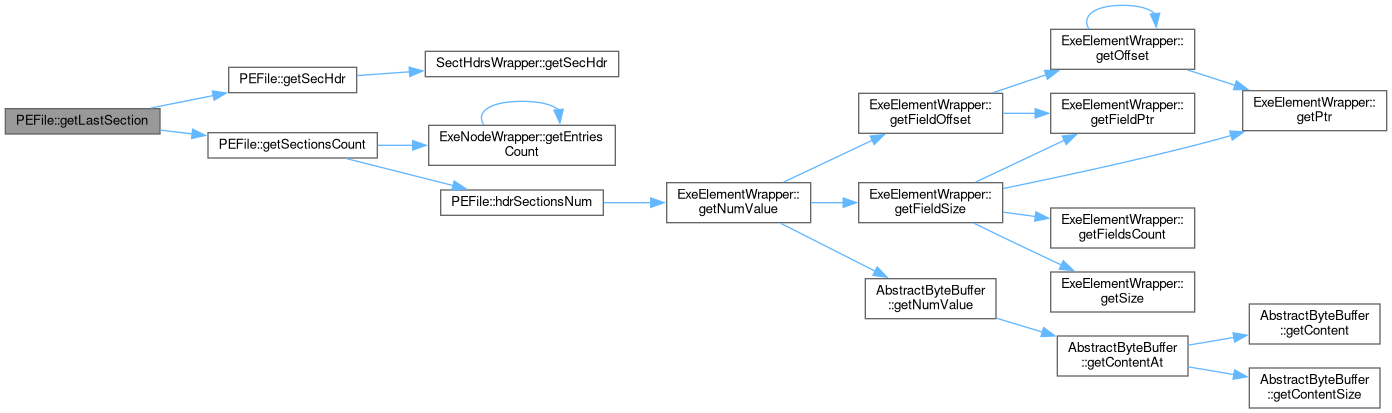 PEFile::getLastSection
PEFile::getSecHdr
SectHdrsWrapper::getSecHdr
PEFile::getSectionsCount
ExeNodeWrapper::getEntries
Count
PEFile::hdrSectionsNum
ExeElementWrapper::
getNumValue
ExeElementWrapper::
getFieldOffset
ExeElementWrapper::
getOffset
ExeElementWrapper::
getFieldPtr
ExeElementWrapper::
getPtr
ExeElementWrapper::
getFieldSize
ExeElementWrapper::
getFieldsCount
ExeElementWrapper::
getSize
AbstractByteBuffer
::getNumValue
AbstractByteBuffer
::getContentAt
AbstractByteBuffer
::getContent
AbstractByteBuffer
::getContentSize